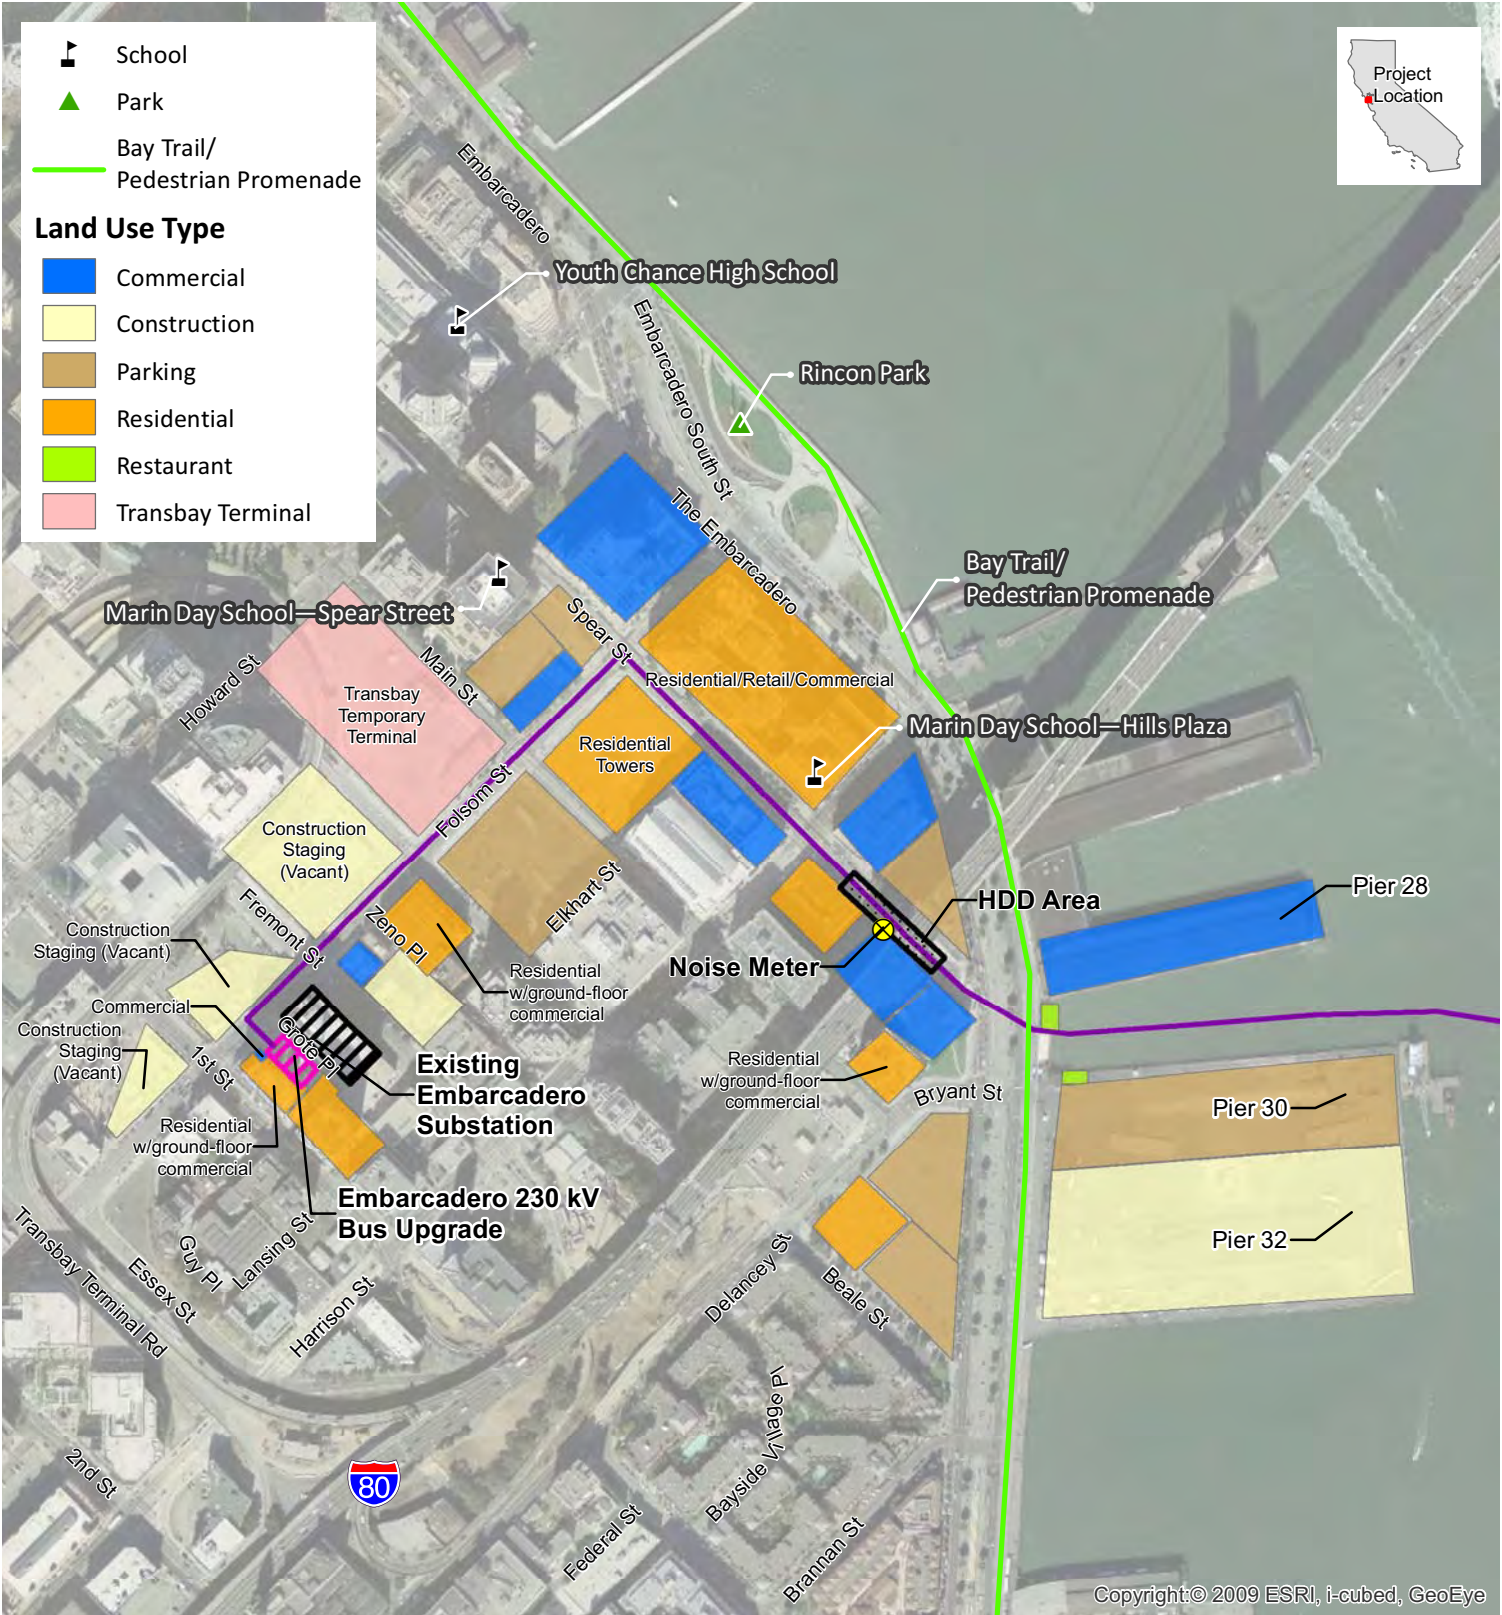 School
Park
Bay Trail/
Pedestrian Promenade
Land Use Type
Commercial
Construction
Parking
Residential
Restaurant
Transbay Terminal
Project
Location
Embarcadero
Youth Chance High School
Embarcadero South St
Rincon Park
The Embarcadero
Bay Trail/
Pedestrian Promenade
Marin Day School—Spear Street
Spear St
Main St
Howard St
Transbay
Temporary
Terminal
Residential/Retail/Commercial
Marin Day School—Hills Plaza
Residential
Towers
Folsom St
Construction
Staging
(Vacant)
Elkhart St
HDD Area
Pier 28
Fremont St
Zeno Pl
Construction
Staging (Vacant)
Noise Meter
Residential
w/ground-floor
commercial
Commercial
Construction
Staging
(Vacant)
Grote Pl
1st St
Existing
Embarcadero
Substation
Residential
w/ground-floor
commercial
Bryant St
Pier 30
Residential
w/ground-floor
commercial
Embarcadero 230 kV
Bus Upgrade
Pier 32
Transbay Terminal Rd
Essex St
Guy Pl
Lansing St
Harrison St
Delancey St
Beale St
Bayside Village Pl
2nd St
80
Federal St
Brannan St
Copyright:© 2009 ESRI, i-cubed, GeoEye